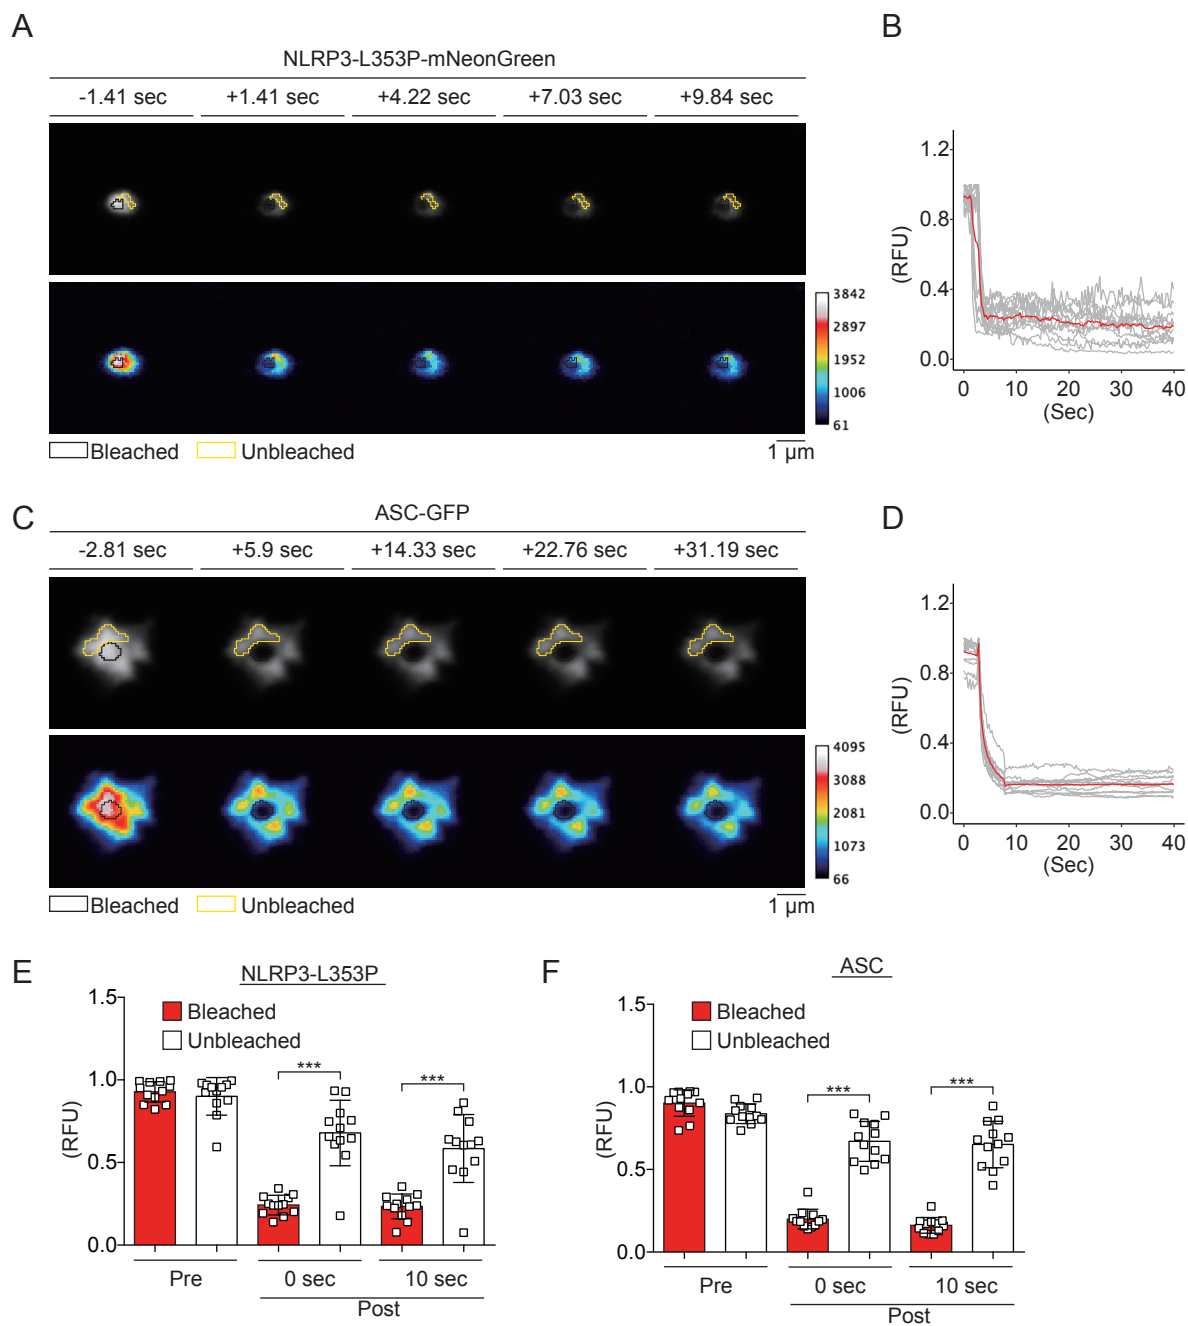 A
NLRP3-L353P-mNeonGreen
-1.41 sec +1.41 sec +4.22 sec +7.03 sec +9.84 sec
3842
2897
1952
1006
61
Bleached Unbleached
1 µm
B
1.2
0.8
0.4
0.0
(RFU)
0 10 20 30 40
(Sec)
C
ASC-GFP
-2.81 sec +5.9 sec +14.33 sec +22.76 sec +31.19 sec
4095
3088
2081
1073
66
Bleached Unbleached
1 µm
D
1.2
0.8
0.4
0.0
(RFU)
0 10 20 30 40
(Sec)
E
NLRP3-L353P
Bleached
Unbleached
1.5
1.0
0.5
0.0
(RFU)
*** ***
Pre 0 sec 10 sec
Post
F
ASC
Bleached
Unbleached
1.5
1.0
0.5
0.0
(RFU)
*** ***
Pre 0 sec 10 sec
Post